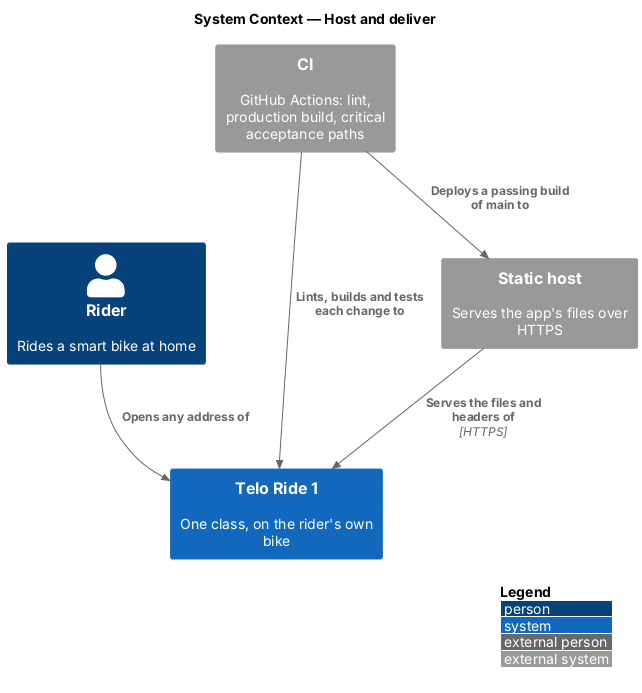 System Context — Host and deliver
CI
GitHub Actions: lint,
production build, critical
acceptance paths
Deploys a passing build
of main to
Rider
Rides a smart bike at home
Static host
Serves the app's files over
HTTPS
Lints, builds and tests
each change to
Opens any address of
Serves the files and
headers of
[HTTPS]
Telo Ride 1
One class, on the rider's own
bike
Legend
person
system
external person
external system